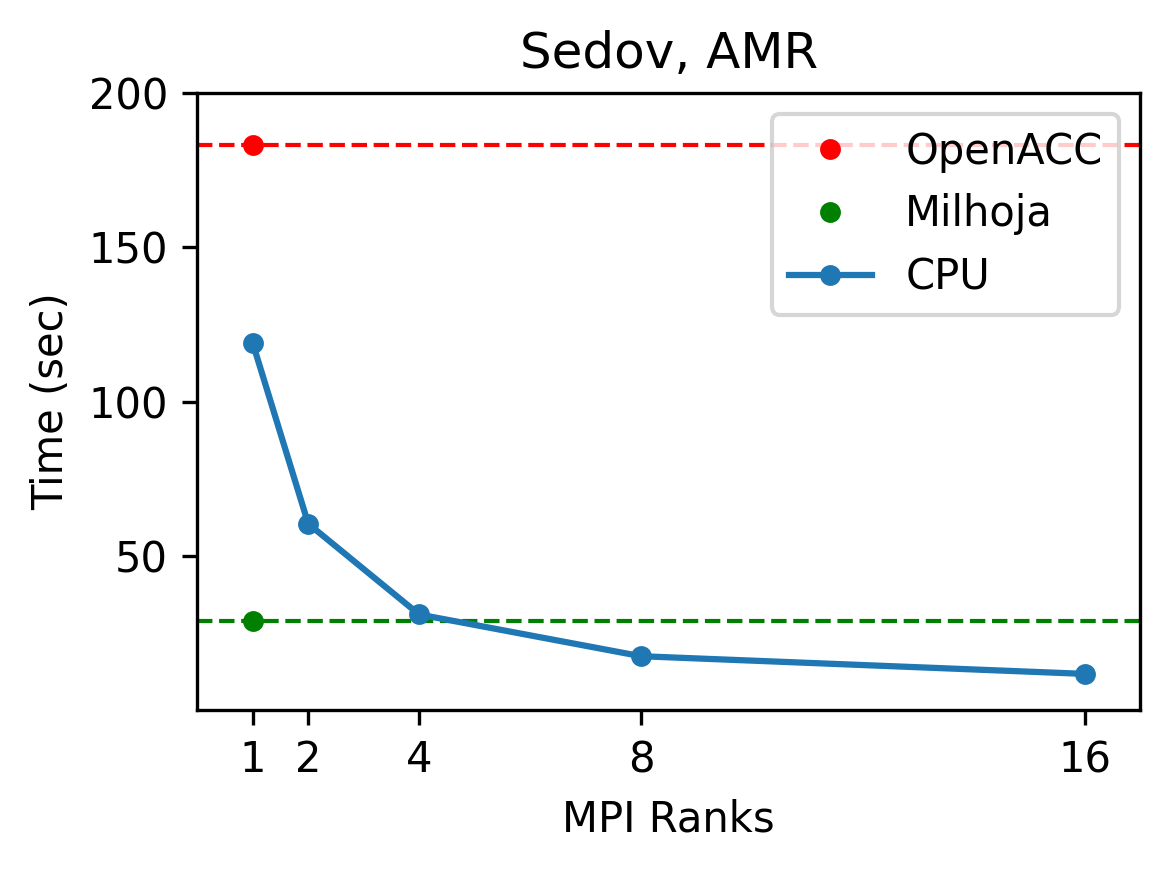 Sedov, AMR
200
150
100
50
Time (sec)
OpenACC
Milhoja
CPU
1 2 4 8 16
MPI Ranks